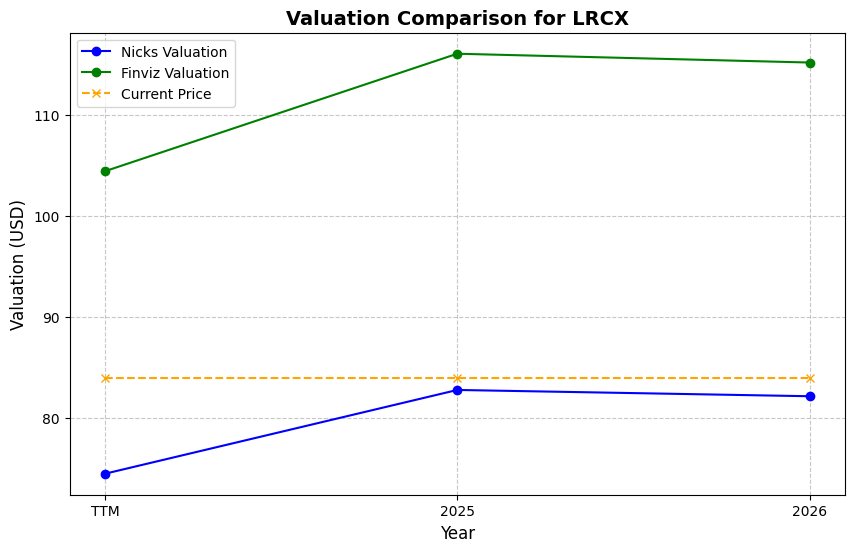 Valuation Comparison for LRCX
Nicks Valuation
Finviz Valuation
Current Price
Valuation (USD)
110
100
90
80
TTM
2025
2026
Year